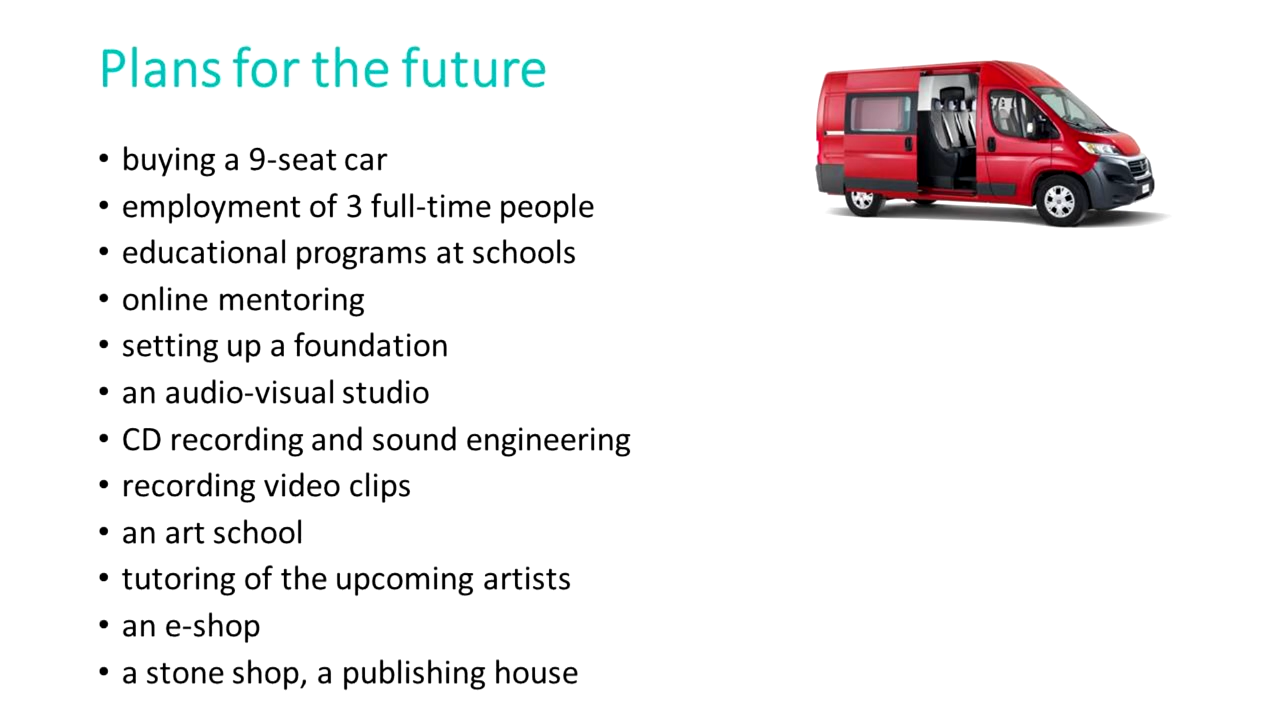 Plans for the future
• buying a 9-seat car
• employment of 3 full-time people
• educational programs at schools
• online mentoring
• setting up a foundation
• an audio-visual studio
• CD recording and sound engineering
• recording video clips
• an art school
• tutoring of the upcoming artists
• an e-shop
• a stone shop, a publishing house